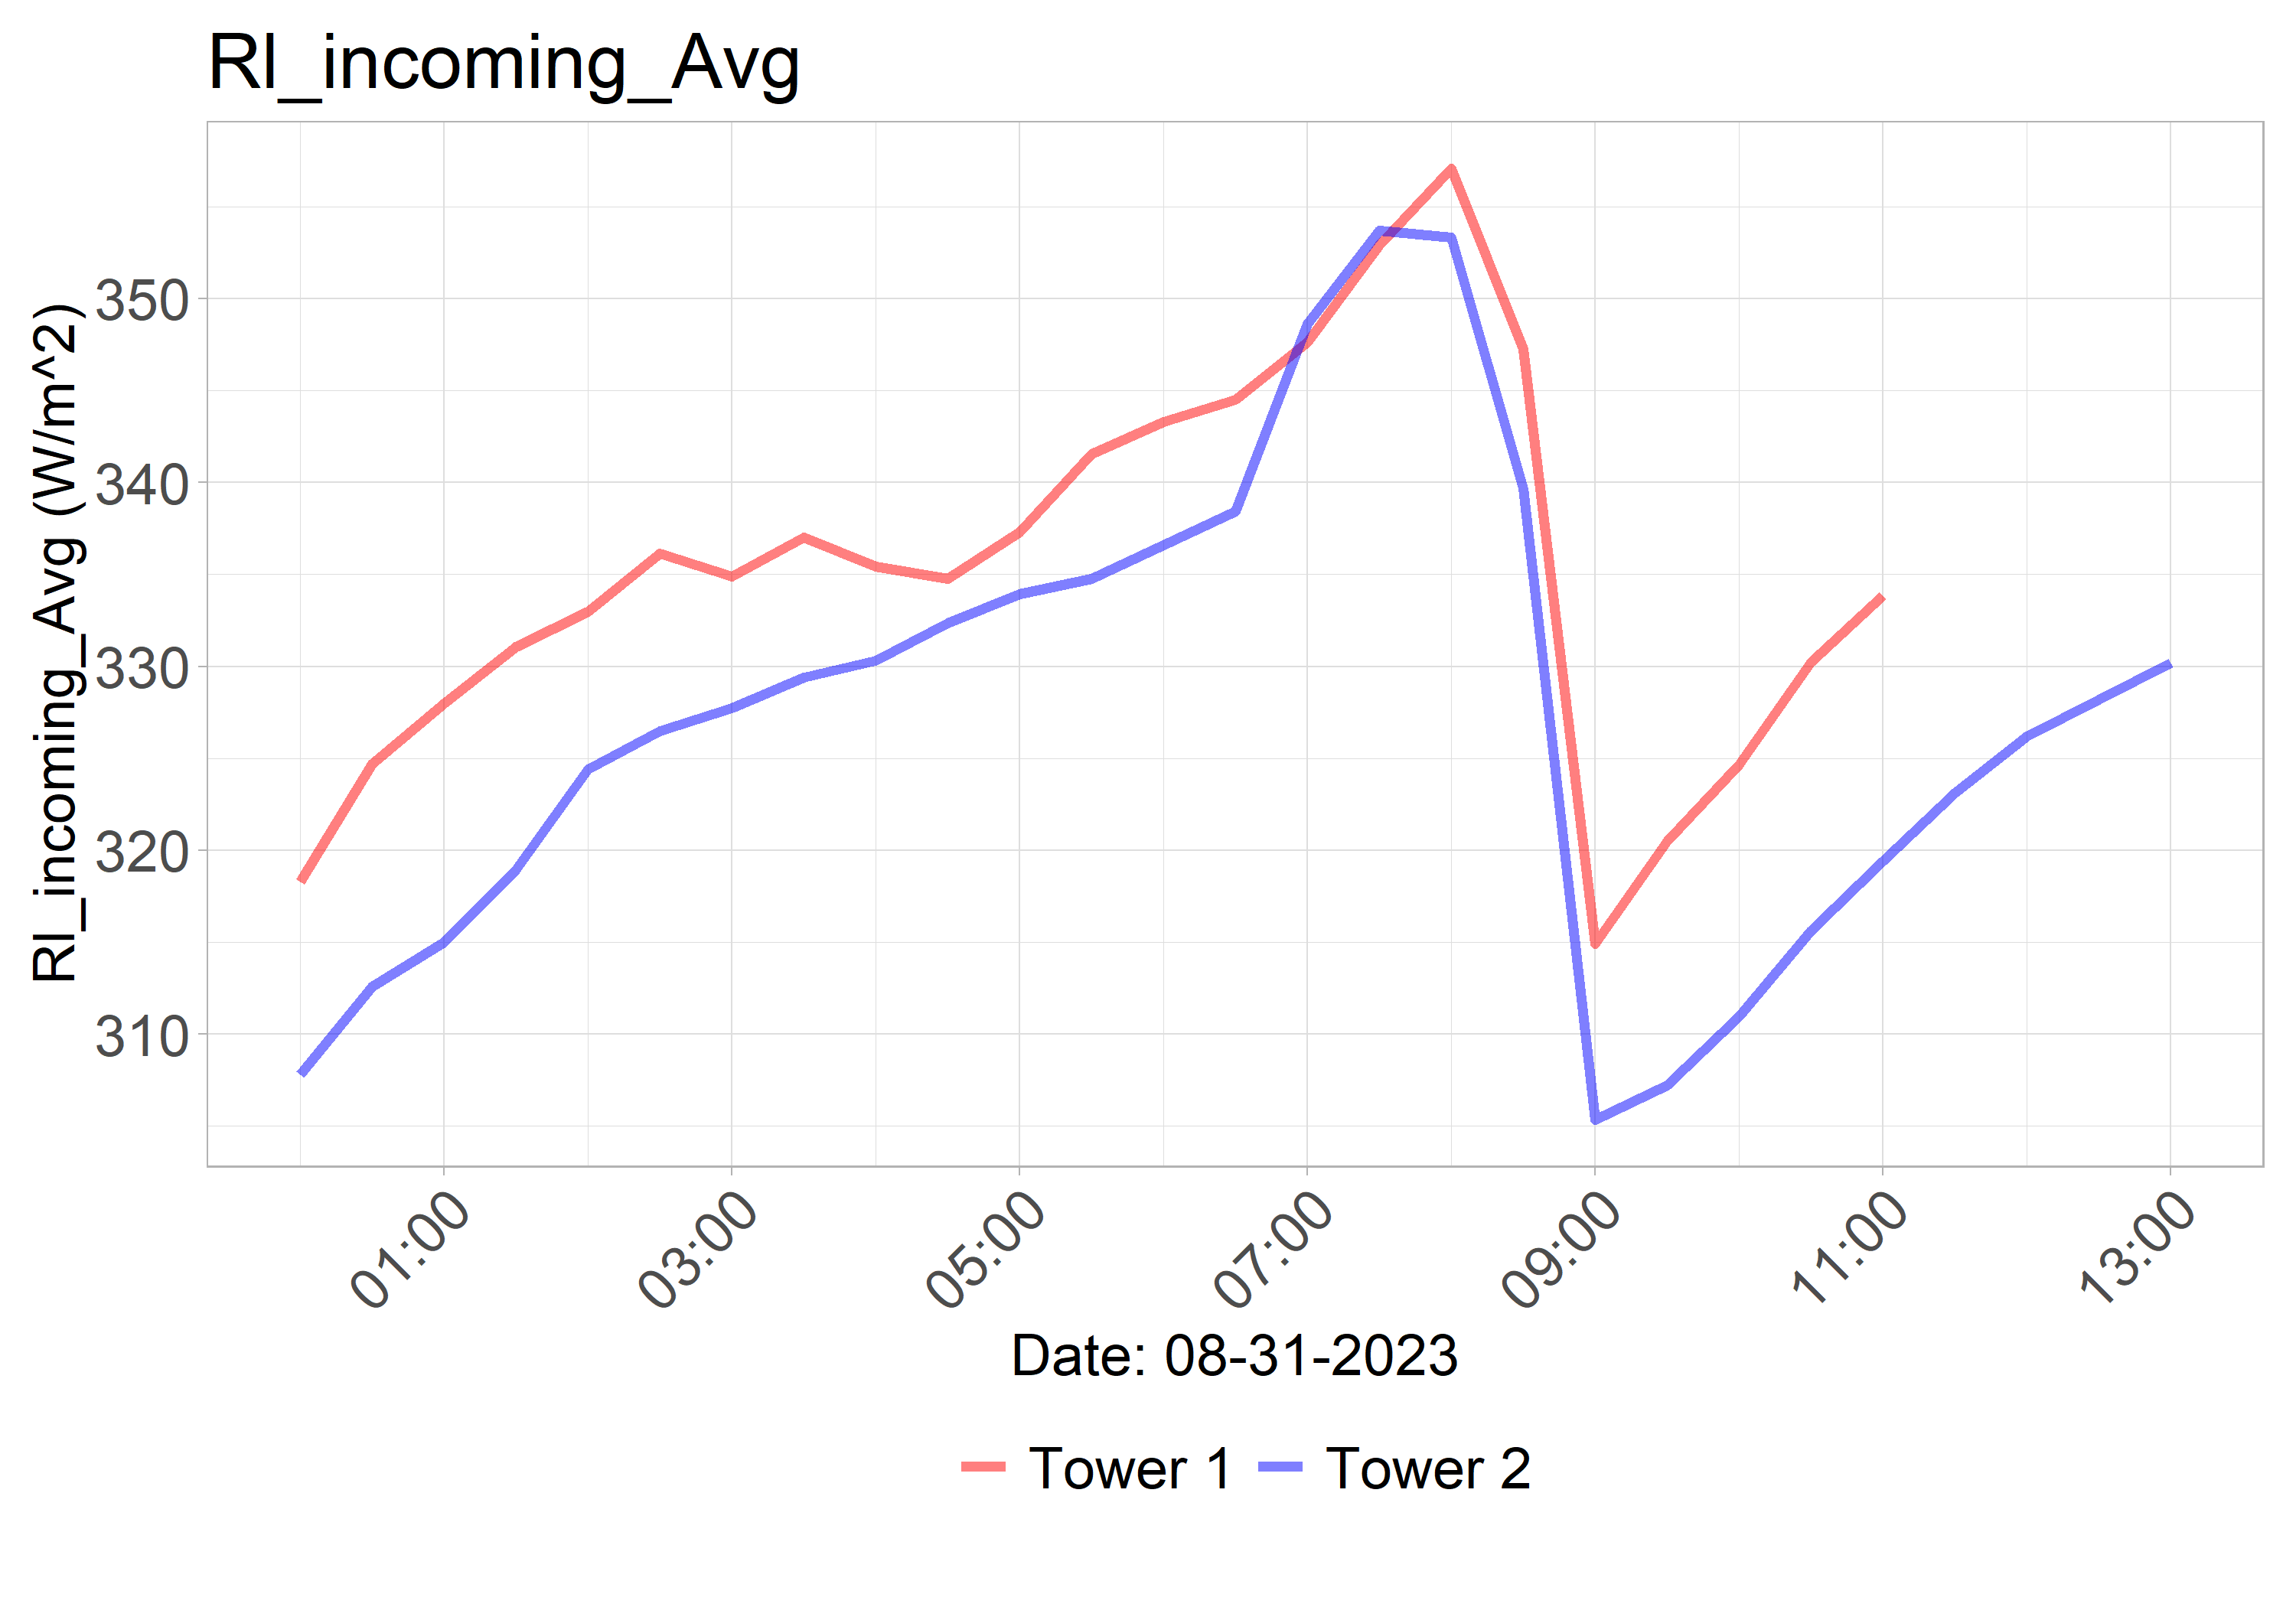 Rl_incoming_Avg
Rl_incoming_Avg (W/m^2)
350
340
330
320
310
01:00 03:00 05:00 07:00 09:00 11:00 13:00
Date: 08-31-2023
Tower 1 Tower 2